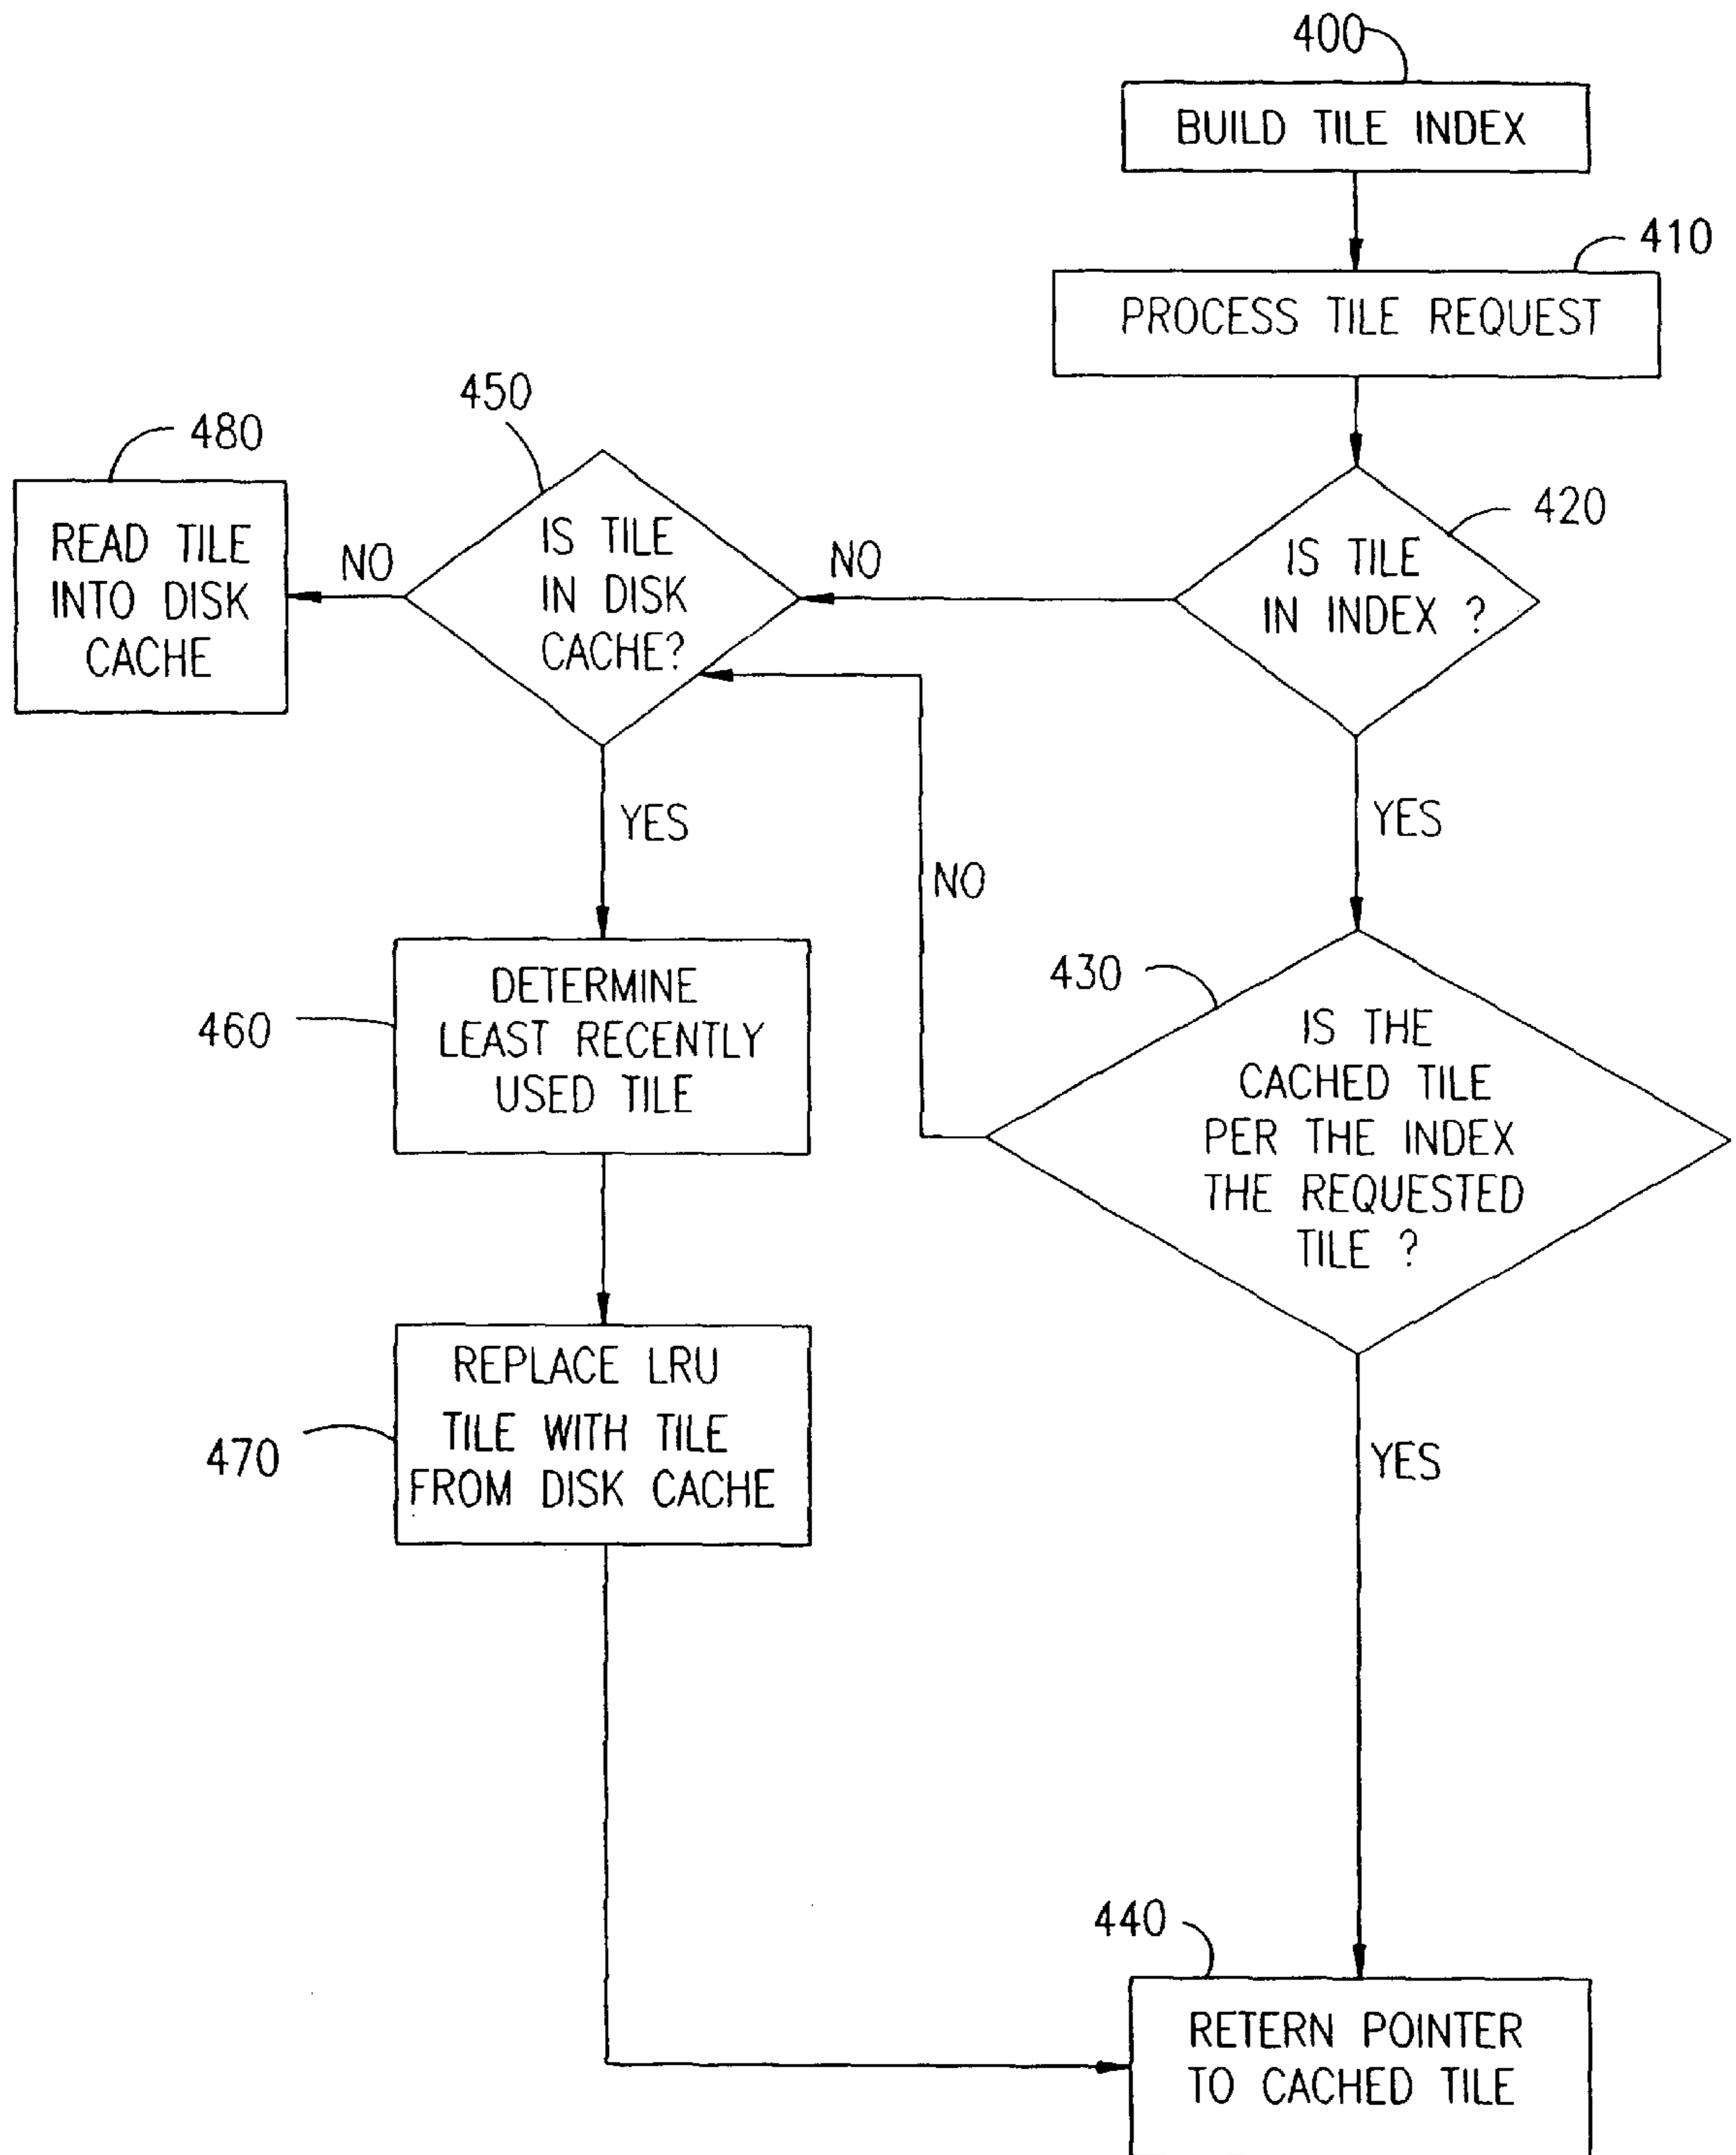 400
BUILD TILE INDEX
410
PROCESS TILE REQUEST
420
IS TILE
IN INDEX ?
NO
YES
450
IS TILE
IN DISK
CACHE?
NO
480
READ TILE
INTO DISK
CACHE
YES
460
DETERMINE
LEAST RECENTLY
USED TILE
430
IS THE
CACHED TILE
PER THE INDEX
THE REQUESTED
TILE ?
NO
YES
470
REPLACE LRU
TILE WITH TILE
FROM DISK CACHE
440
RETERN POINTER
TO CACHED TILE